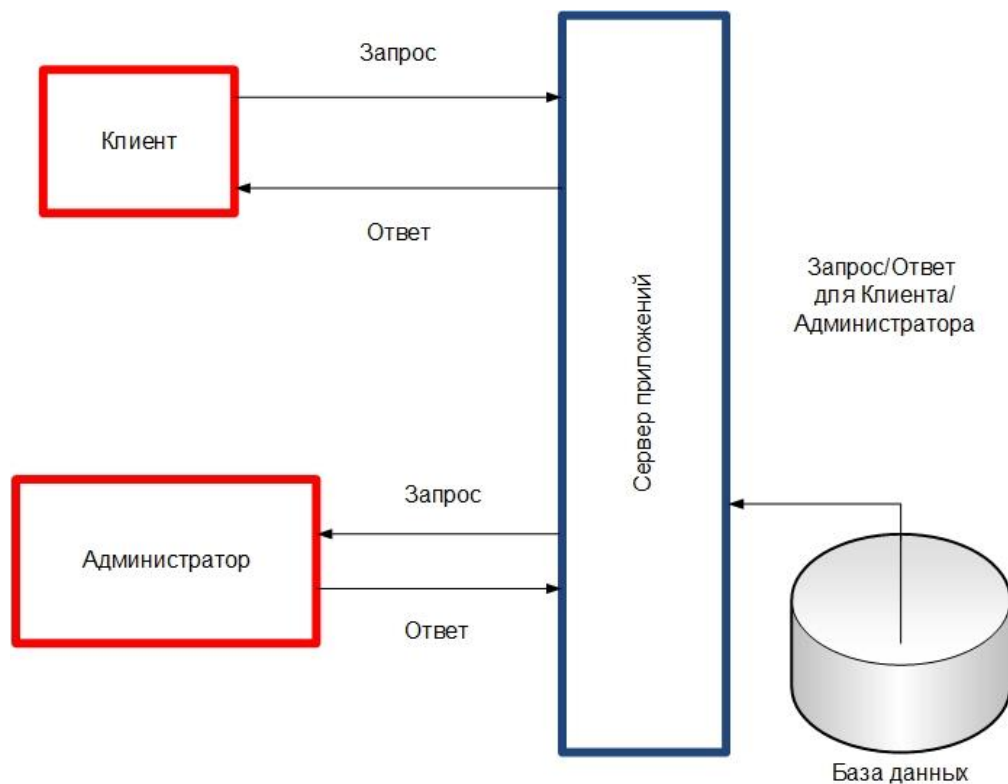 Запрос
Клиент
Ответ
Запрос/Ответ
для Клиента/
Администратора
Сервер приложений
Запрос
Администратор
Ответ
База данных